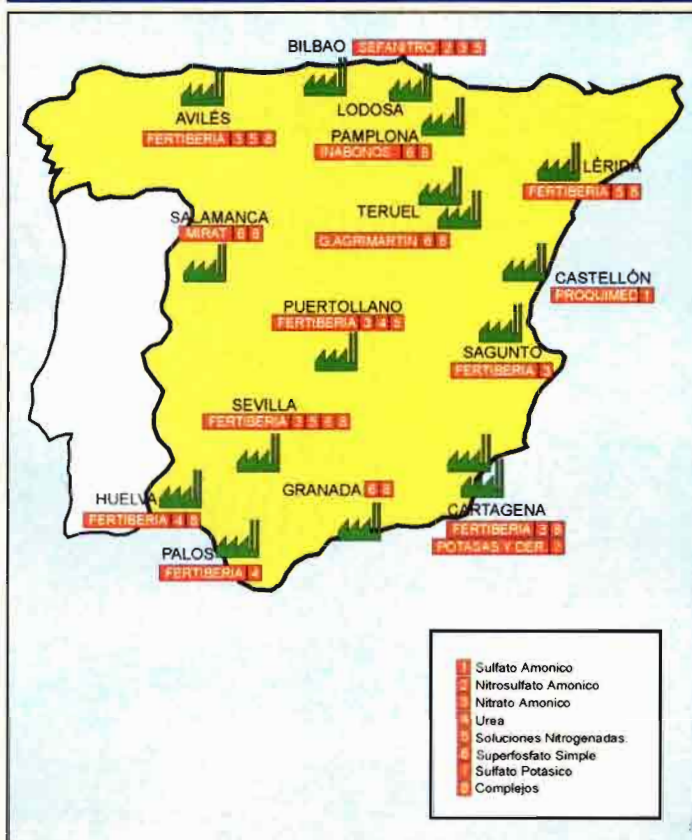 BILBAO SEFANITRO 2 3 5
AVILÉS
FERTIBERIA 3 5 8
LODOSA
PAMPLONA
INABONOS 6 8
LÉRIDA
FERTIBERIA 5 8
SALAMANCA
MIRAT 6 8
TERUEL
G.AGRIMARTIN 6 8
CASTELLÓN
PROQUIMED 1
PUERTOLLANO
FERTIBERIA 3 4 5
SAGUNTO
FERTIBERIA 3
SEVILLA
FERTIBERIA 3 5 6 8
HUELVA
FERTIBERIA 4 8
GRANADA 6 8
CARTAGENA
FERTIBERIA 3 8
POTASAS Y DER.
PALOS
FERTIBERIA 4
1 Sulfato Amonico
2 Nitrosulfato Amonico
3 Nitrato Amonico
4 Urea
5 Soluciones Nitrogenadas.
6 Superfosfato Simple
7 Sulfato Potásico
8 Complejos